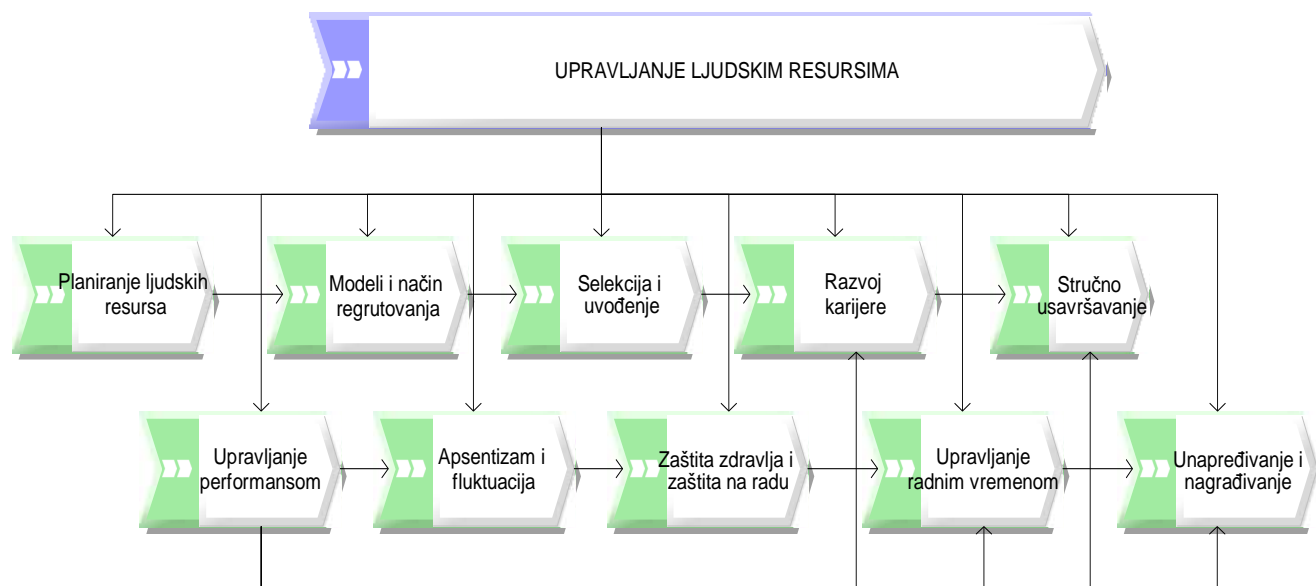 UPRAVLJANJE LJUDSKIM RESURSIMA
Planiranje ljudskih
resursa
Modeli i način
regrutovanja
Selekcija i
uvođenje
Razvoj
karijere
Stručno
usavršavanje
Upravljanje
performansom
Apsentizam i
fluktuacija
Zaštita zdravlja i
zaštita na radu
Upravljanje
radnim vremenom
Unapređivanje i
nagrađivanje